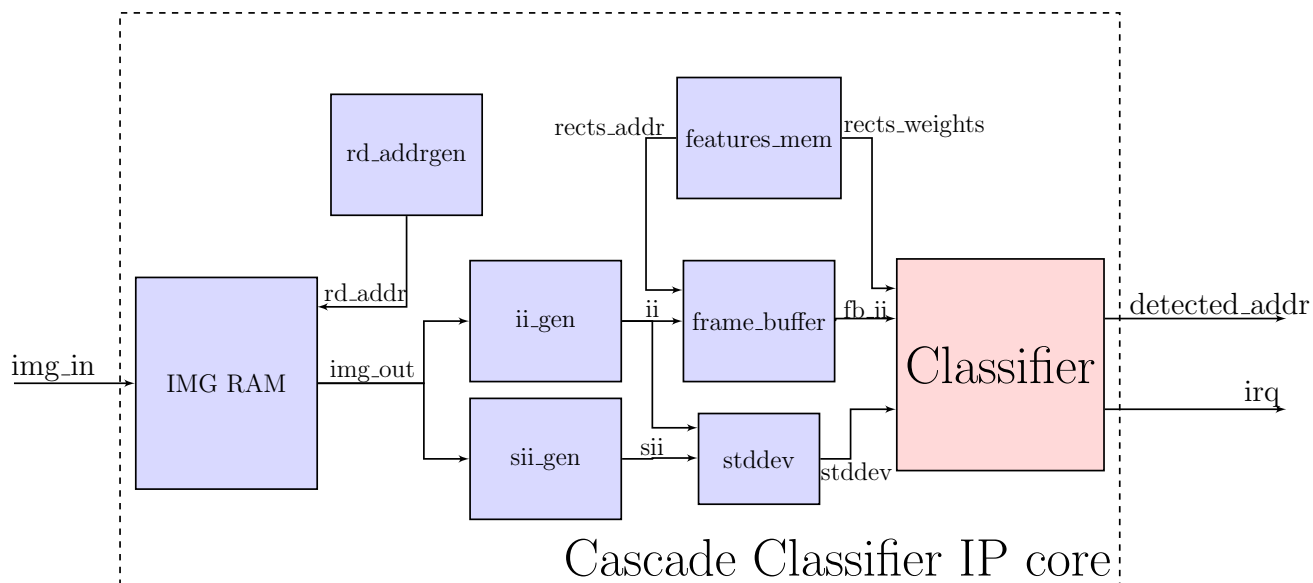 rects_addr
features_mem
rects_weights
rd_addrgen
rd_addr
ii_gen
ii
frame_buffer
fb_ii
detected_addr
img_in
IMG RAM
img_out
Classifier
irq
sii_gen
sii
stddev
stddev
Cascade Classifier IP core